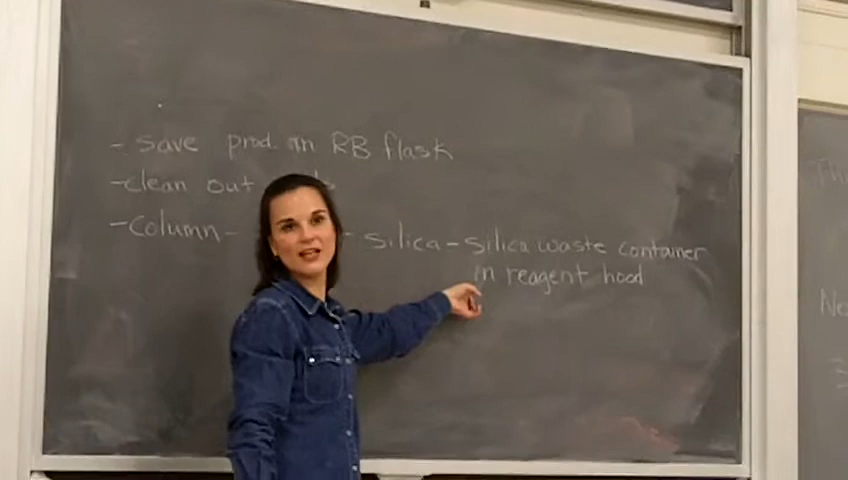 - save prod. in RB flask
- clean out
- column - - silica - silica waste container
in reagent hood